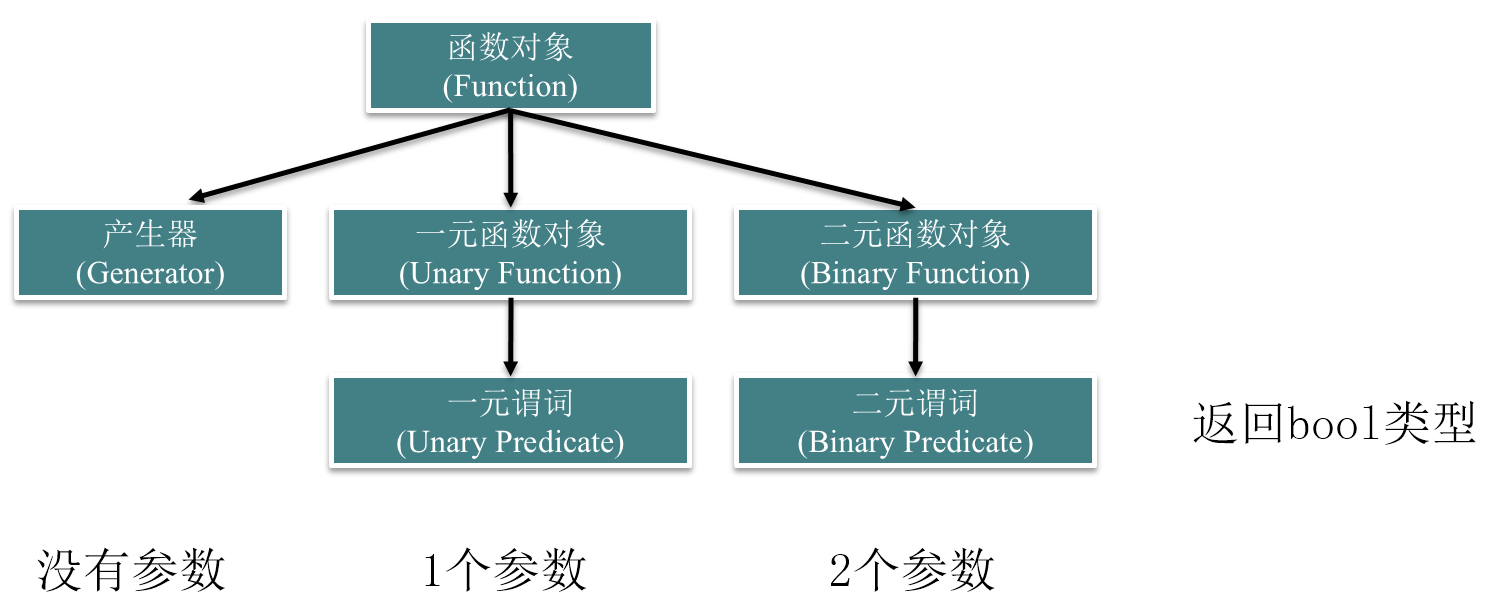 函数对象
(Function)
产生器
(Generator)
一元函数对象
(Unary Function)
二元函数对象
(Binary Function)
一元谓词
(Unary Predicate)
二元谓词
(Binary Predicate)
返回bool类型
没有参数
1个参数
2个参数